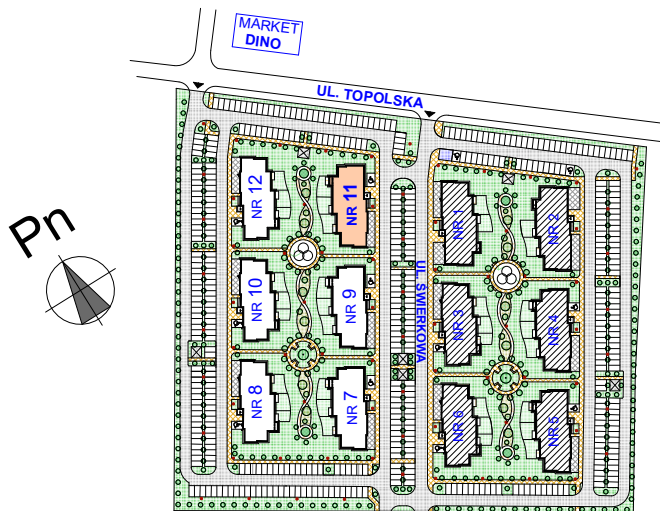 MARKET
DINO
UL. TOPOLSKA
Pn
NR 12
NR 11
NR 1
NR 2
NR 10
NR 9
UL. ŚWIERKOWA
NR 3
NR 4
NR 8
NR 7
NR 6
NR 5